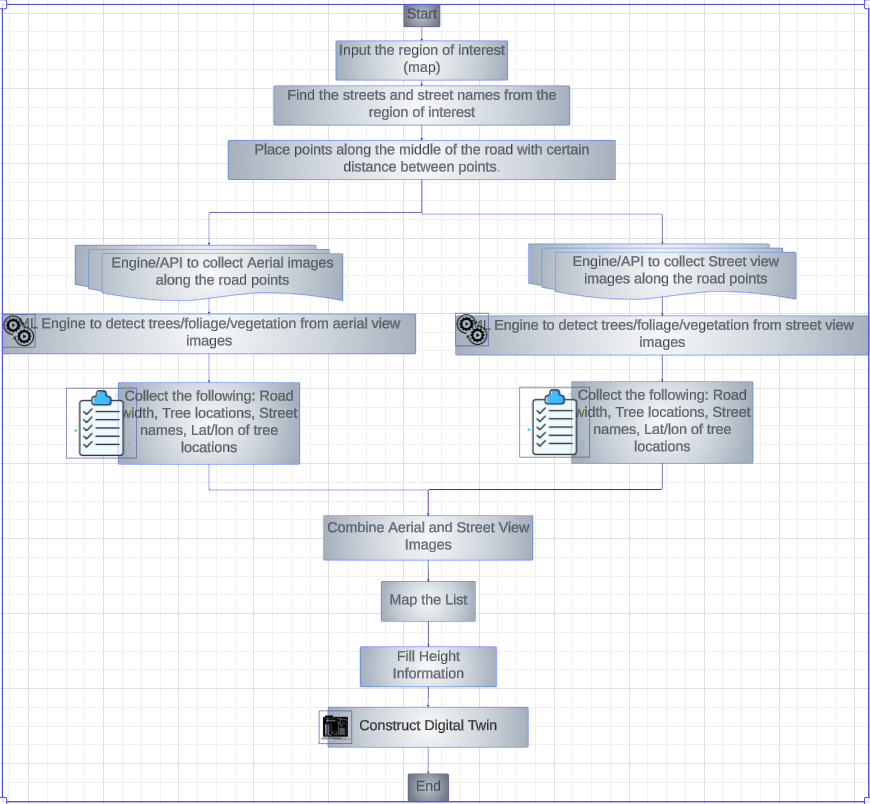 Start
Input the region of interest
(map)
Find the streets and street names from the
region of interest
Place points along the middle of the road with certain
distance between points.
Engine/API to collect Aerial images
along the road points
Engine/API to collect Street view
images along the road points
ML Engine to detect trees/foliage/vegetation from aerial view
images
ML Engine to detect trees/foliage/vegetation from street view
images
Collect the following: Road
width, Tree locations, Street
names, Lat/lon of tree
locations
Collect the following: Road
width, Tree locations, Street
names, Lat/lon of tree
locations
Combine Aerial and Street View
Images
Map the List
Fill Height
Information
Construct Digital Twin
End